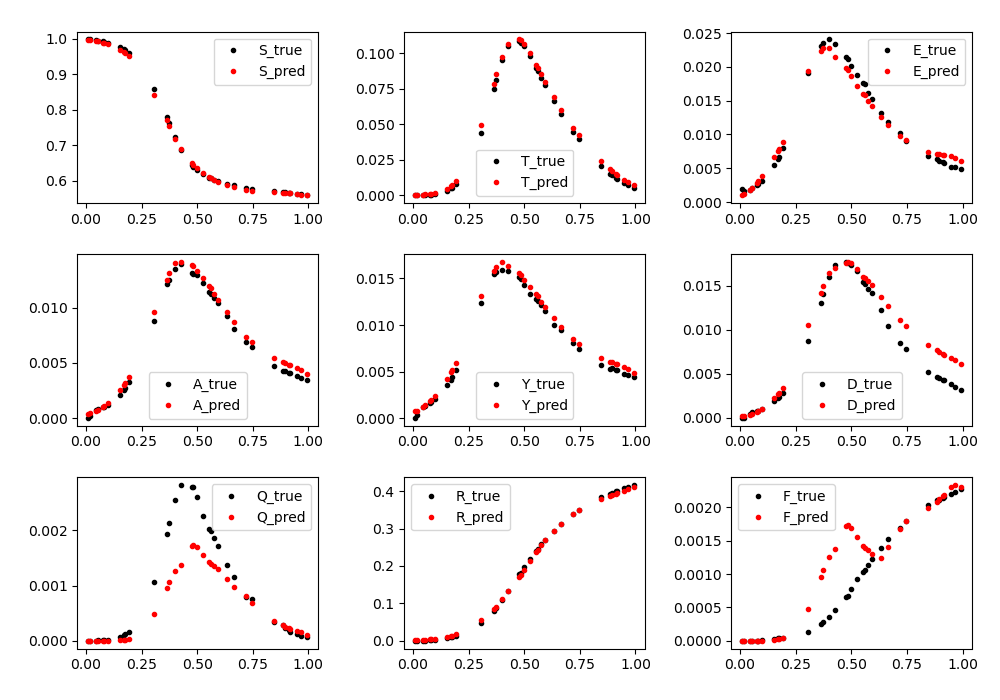 1.0
0.9
0.8
0.7
0.6
0.00 0.25 0.50 0.75 1.00
S_true
S_pred
0.100
0.075
0.050
0.025
0.000
0.00 0.25 0.50 0.75 1.00
T_true
T_pred
0.025
0.020
0.015
0.010
0.005
0.000
0.00 0.25 0.50 0.75 1.00
E_true
E_pred
0.010
0.005
0.000
0.00 0.25 0.50 0.75 1.00
A_true
A_pred
0.015
0.010
0.005
0.000
0.00 0.25 0.50 0.75 1.00
Y_true
Y_pred
0.015
0.010
0.005
0.000
0.00 0.25 0.50 0.75 1.00
D_true
D_pred
0.002
0.001
0.000
0.00 0.25 0.50 0.75 1.00
Q_true
Q_pred
0.4
0.3
0.2
0.1
0.0
0.00 0.25 0.50 0.75 1.00
R_true
R_pred
0.0020
0.0015
0.0010
0.0005
0.0000
0.00 0.25 0.50 0.75 1.00
F_true
F_pred